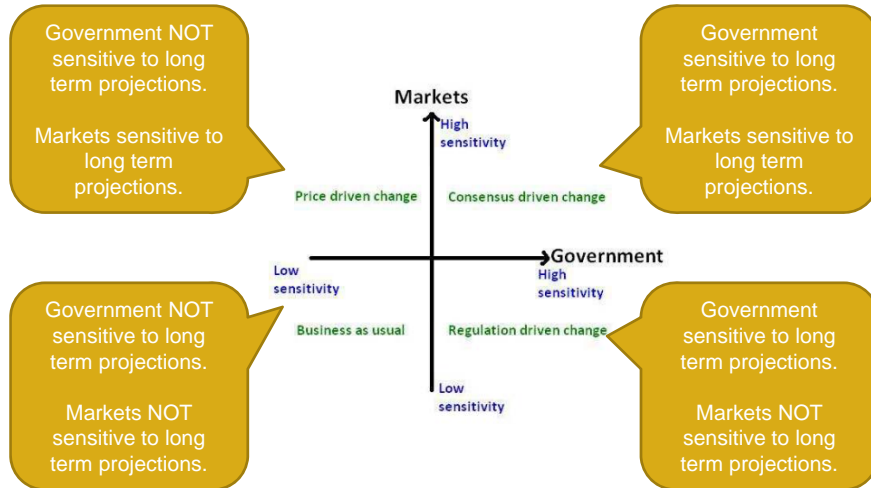 Government NOT
sensitive to long
term projections.
Markets sensitive to
long term
projections.
Government
sensitive to long
term projections.
Markets sensitive to
long term
projections.
Markets
High
sensitivity
Price driven change
Consensus driven change
Government
Low
sensitivity
High
sensitivity
Business as usual
Regulation driven change
Low
sensitivity
Government NOT
sensitive to long
term projections.
Markets NOT
sensitive to long
term projections.
Government
sensitive to long
term projections.
Markets NOT
sensitive to long
term projections.